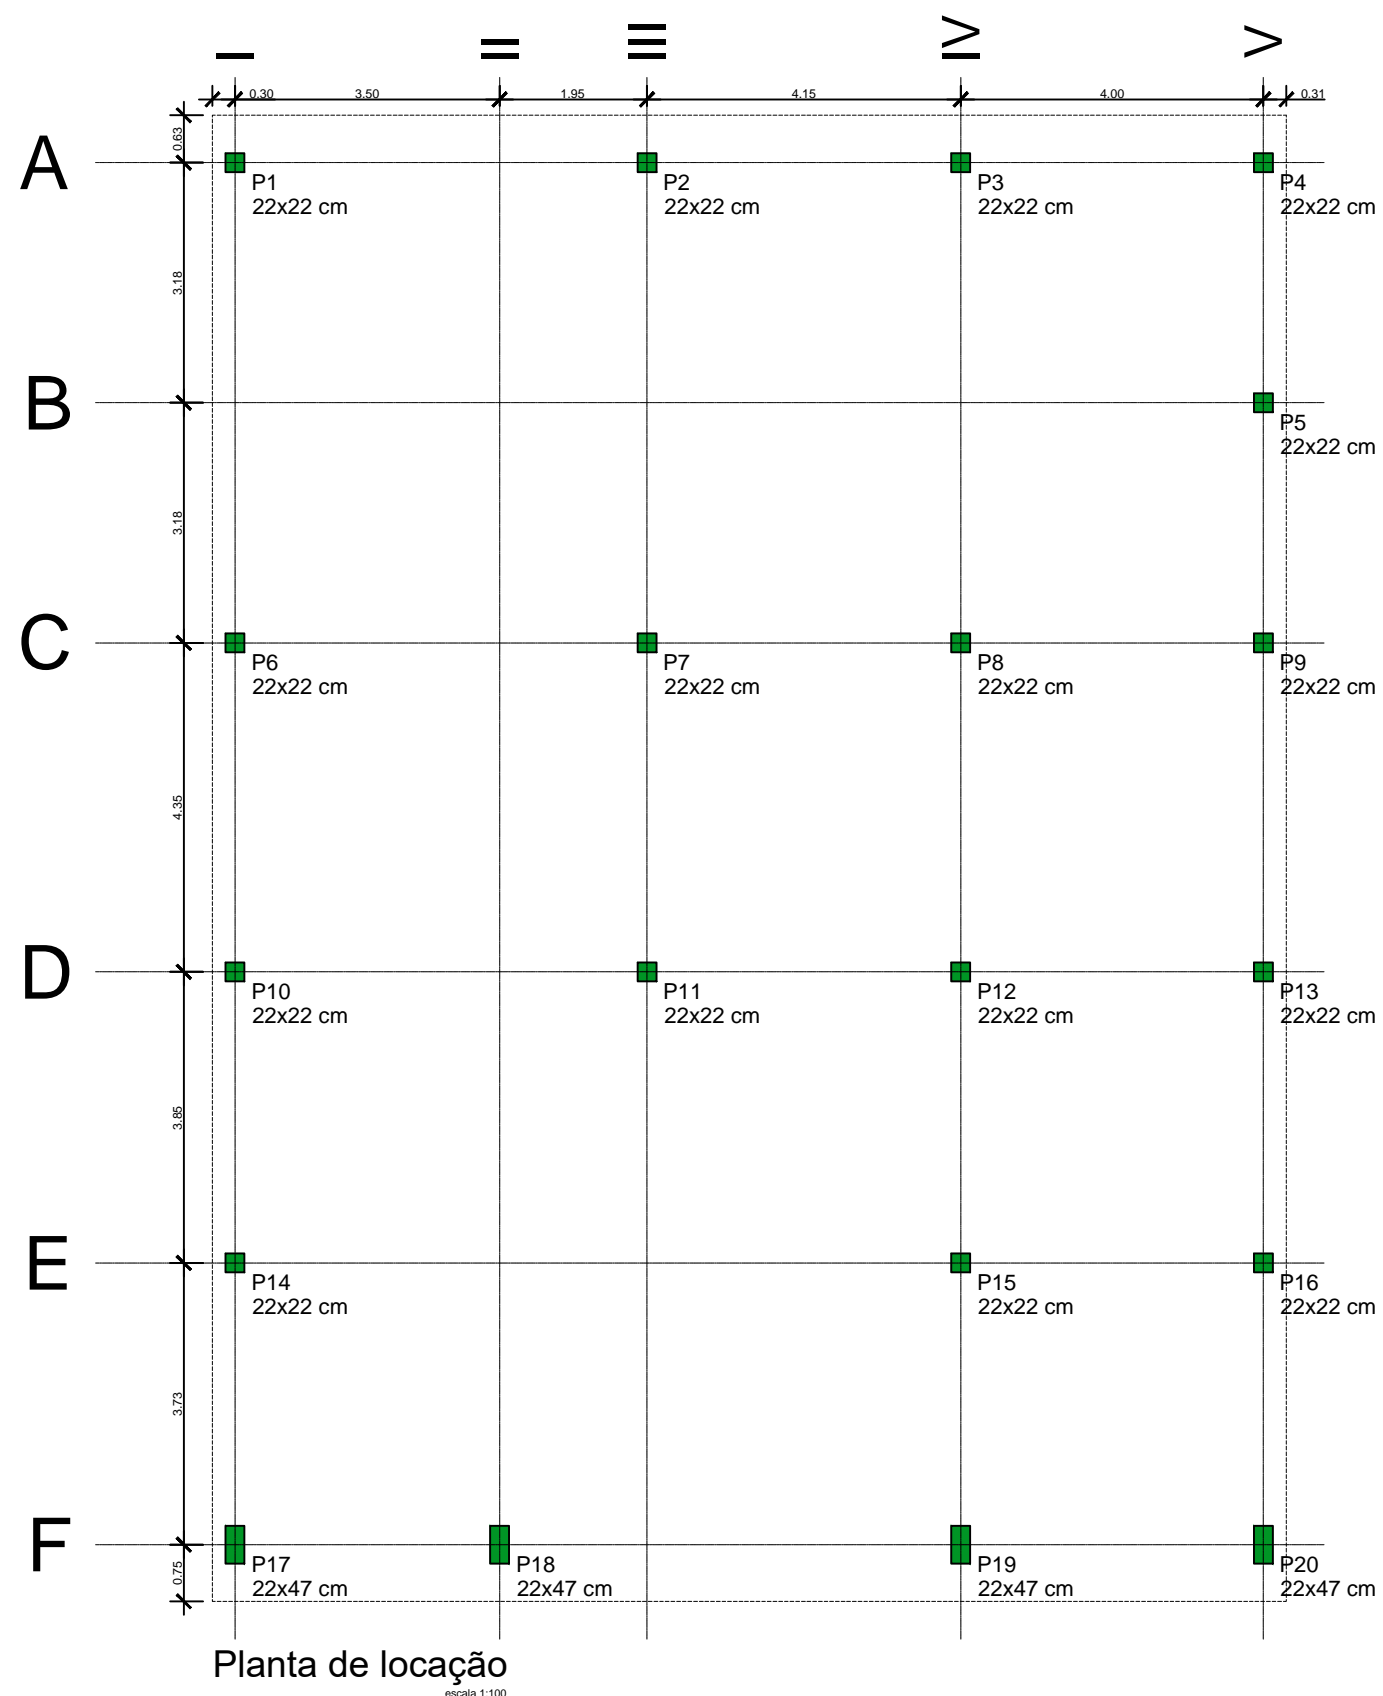 I II III IV V
0.30 3.50 1.95 4.15 4.00 0.31
0.63
A
P1 P2 P3 P4
22x22 cm 22x22 cm 22x22 cm 22x22 cm
3.18
B
P5
22x22 cm
3.18
C
P6 P7 P8 P9
22x22 cm 22x22 cm 22x22 cm 22x22 cm
4.35
D
P10 P11 P12 P13
22x22 cm 22x22 cm 22x22 cm 22x22 cm
3.85
E
P14 P15 P16
22x22 cm 22x22 cm 22x22 cm
3.73
F
P17 P18 P19 P20
0.75
22x47 cm 22x47 cm 22x47 cm 22x47 cm
Planta de locação
escala 1:100